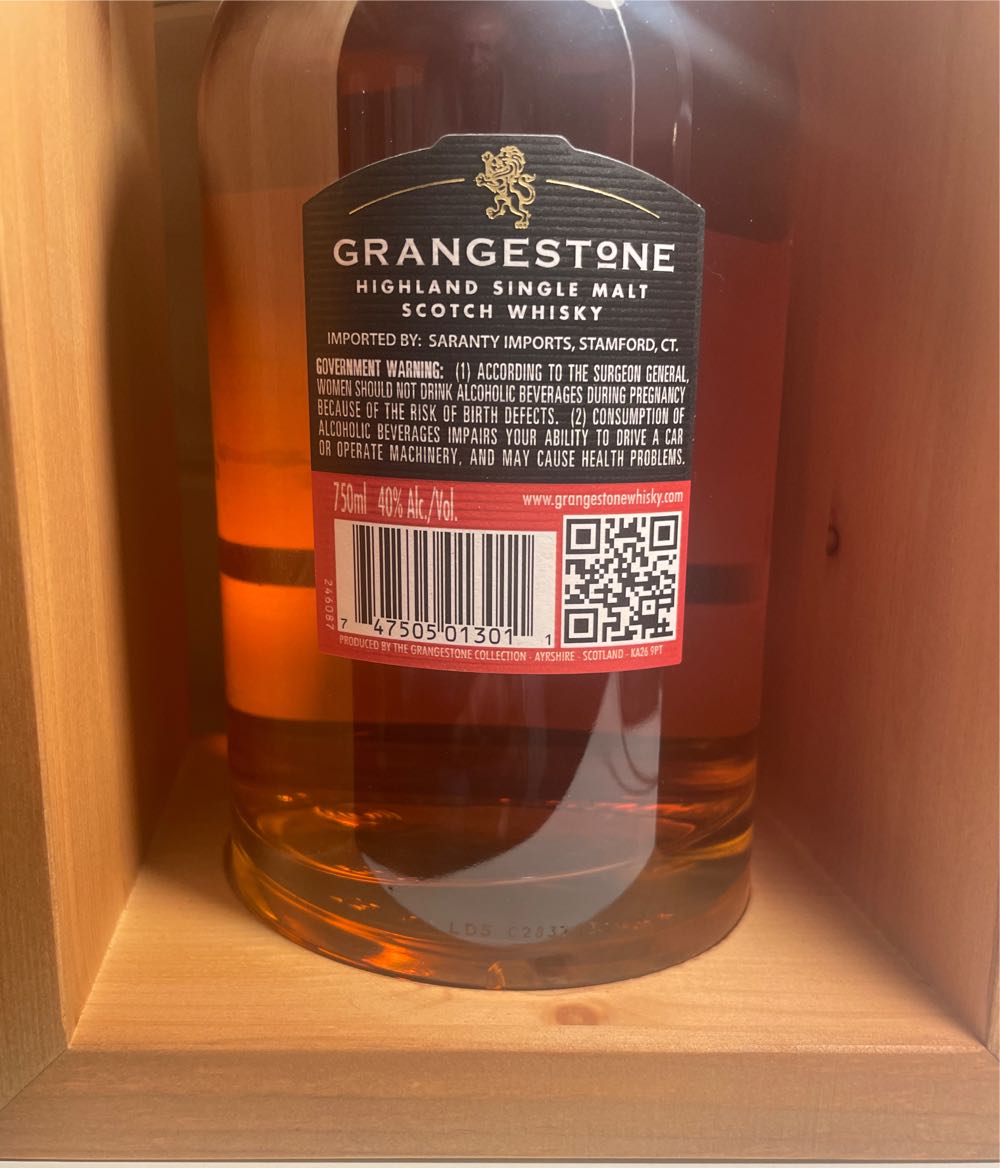 GRANGESTONE
HIGHLAND SINGLE MALT
SCOTCH WHISKY
IMPORTED BY: SARANTY IMPORTS, STAMFORD, CT.
GOVERNMENT WARNING: (1) ACCORDING TO THE SURGEON GENERAL,
WOMEN SHOULD NOT DRINK ALCOHOLIC BEVERAGES DURING PREGNANCY
BECAUSE OF THE RISK OF BIRTH DEFECTS. (2) CONSUMPTION OF
ALCOHOLIC BEVERAGES IMPAIRS YOUR ABILITY TO DRIVE A CAR
OR OPERATE MACHINERY, AND MAY CAUSE HEALTH PROBLEMS.
750ml 40% Alc./Vol. www.grangestonewhisky.com
246087
7 47505 01301 1
PRODUCED BY THE GRANGESTONE COLLECTION - AYRSHIRE - SCOTLAND - KA26 9PT
LD5